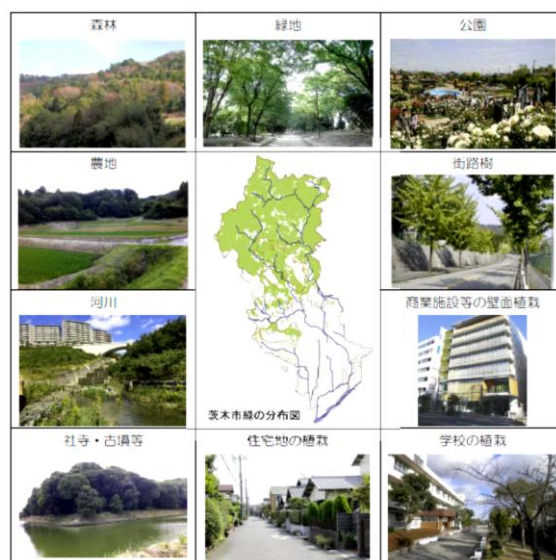 森林
緑地
公園
農地
街路樹
河川
商業施設等の壁面植栽
茨木市緑の分布図
社寺・古墳等
住宅地の植栽
学校の植栽